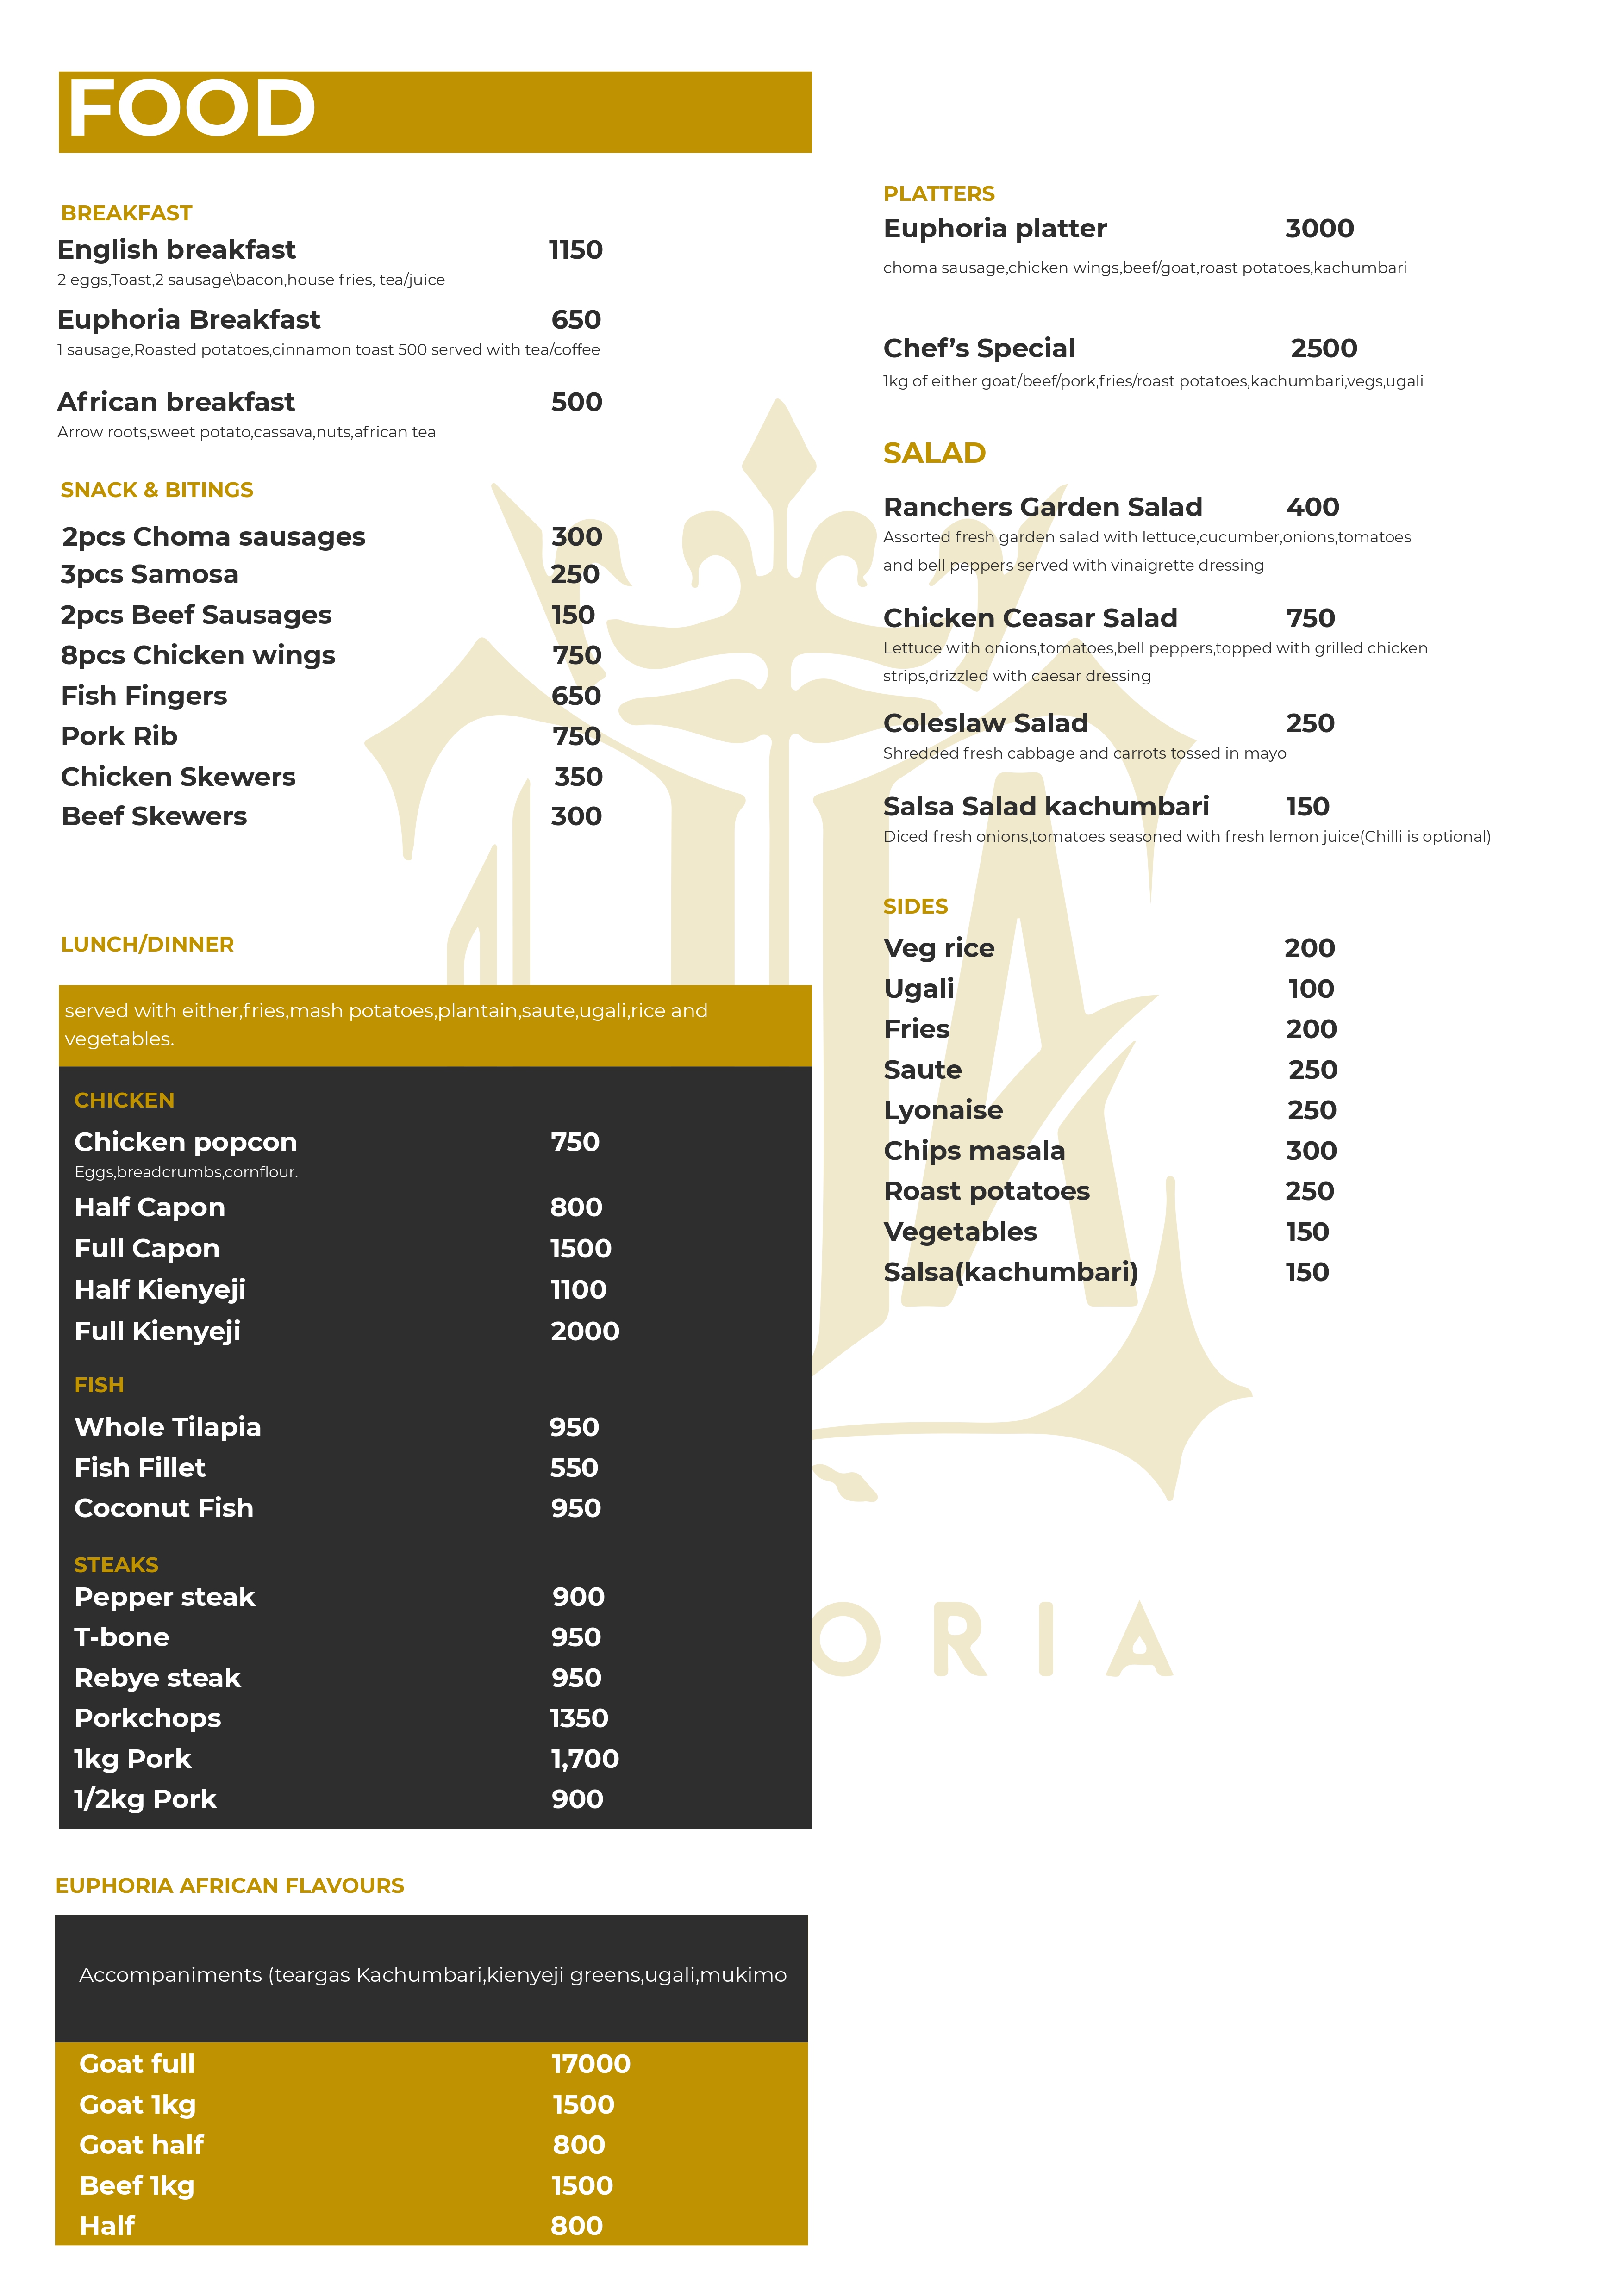 FOOD
BREAKFAST
English breakfast 1150
2 eggs,Toast,2 sausage\bacon,house fries, tea/juice
Euphoria Breakfast 650
1 sausage,Roasted potatoes,cinnamon toast 500 served with tea/coffee
African breakfast 500
Arrow roots,sweet potato,cassava,nuts,african tea
SNACK & BITINGS
2pcs Choma sausages 300
3pcs Samosa 250
2pcs Beef Sausages 150
8pcs Chicken wings 750
Fish Fingers 650
Pork Rib 750
Chicken Skewers 350
Beef Skewers 300
LUNCH/DINNER
served with either,fries,mash potatoes,plantain,saute,ugali,rice and
vegetables.
CHICKEN
Chicken popcon 750
Eggs,breadcrumbs,cornflour.
Half Capon 800
Full Capon 1500
Half Kienyeji 1100
Full Kienyeji 2000
FISH
Whole Tilapia 950
Fish Fillet 550
Coconut Fish 950
STEAKS
Pepper steak 900
T-bone 950
Rebye steak 950
Porkchops 1350
1kg Pork 1,700
1/2kg Pork 900
EUPHORIA AFRICAN FLAVOURS
Accompaniments (teargas Kachumbari,kienyeji greens,ugali,mukimo
Goat full 17000
Goat 1kg 1500
Goat half 800
Beef 1kg 1500
Half 800
PLATTERS
Euphoria platter 3000
choma sausage,chicken wings,beef/goat,roast potatoes,kachumbari
Chef's Special 2500
1kg of either goat/beef/pork,fries/roast potatoes,kachumbari,vegs,ugali
SALAD
Ranchers Garden Salad 400
Assorted fresh garden salad with lettuce,cucumber,onions,tomatoes
and bell peppers served with vinaigrette dressing
Chicken Ceasar Salad 750
Lettuce with onions,tomatoes,bell peppers,topped with grilled chicken
strips,drizzled with caesar dressing
Coleslaw Salad 250
Shredded fresh cabbage and carrots tossed in mayo
Salsa Salad kachumbari 150
Diced fresh onions,tomatoes seasoned with fresh lemon juice(Chilli is optional)
SIDES
Veg rice 200
Ugali 100
Fries 200
Saute 250
Lyonaise 250
Chips masala 300
Roast potatoes 250
Vegetables 150
Salsa(kachumbari) 150
ORIA